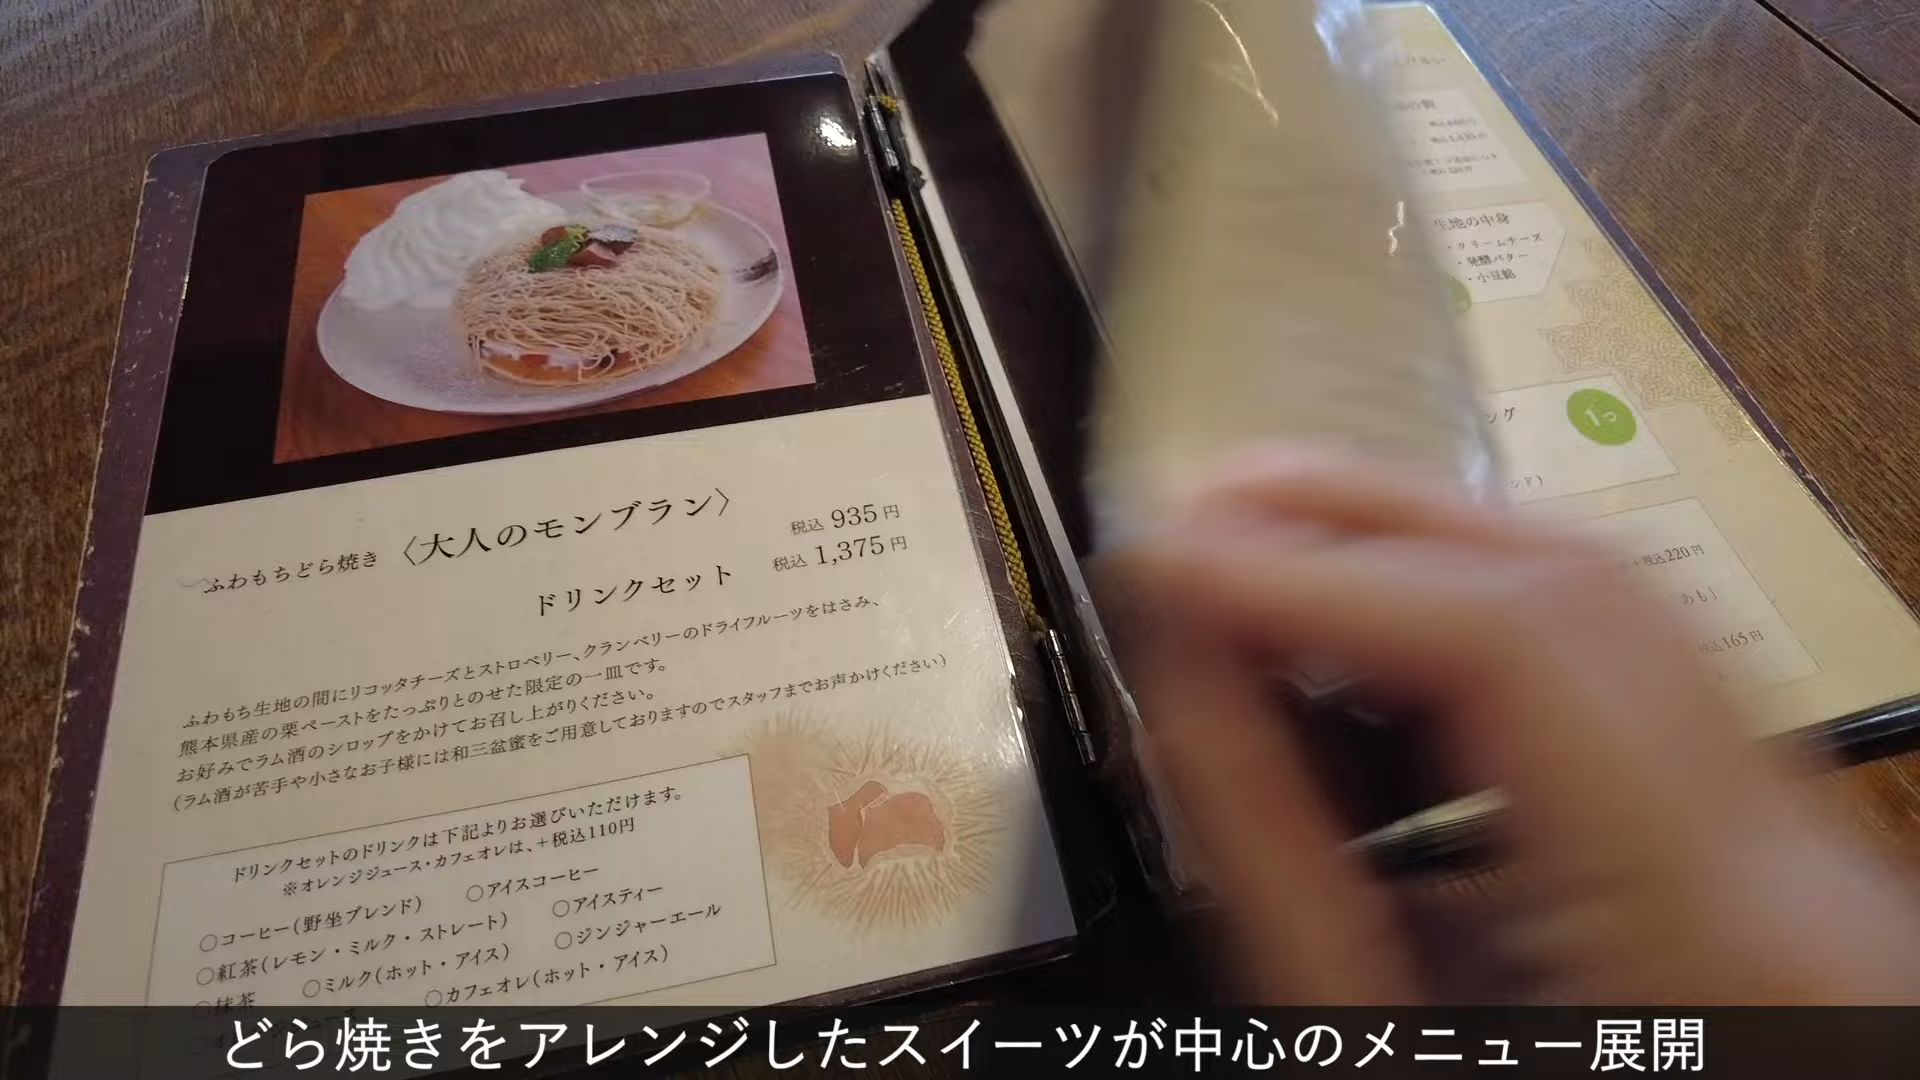 ふわもちどら焼き 〈大人のモンブラン〉 税込 935円
ドリンクセット 税込 1,375円
ふわもち生地の間にリコッタチーズとストロベリー、クランベリーのドライフルーツをはさみ、
熊本県産の栗ペーストをたっぷりとのせた限定の一皿です。
お好みでラム酒のシロップをかけてお召し上がりください。
(ラム酒が苦手や小さなお子様には和三盆蜜をご用意しておりますのでスタッフまでお声かけください)
ドリンクセットのドリンクは下記よりお選びいただけます。
※オレンジジュース・カフェオレは、+税込110円
○コーヒー(野坐ブレンド) ○アイスコーヒー
○紅茶(レモン・ミルク・ストレート) ○アイスティー
○抹茶 ○ミルク(ホット・アイス) ○ジンジャーエール
○カフェオレ(ホット・アイス)
生地の中身
・クリームチーズ
・発酵バター
・小豆餡
1つ
+税込220円
税込165円
どら焼きをアレンジしたスイーツが中心のメニュー展開